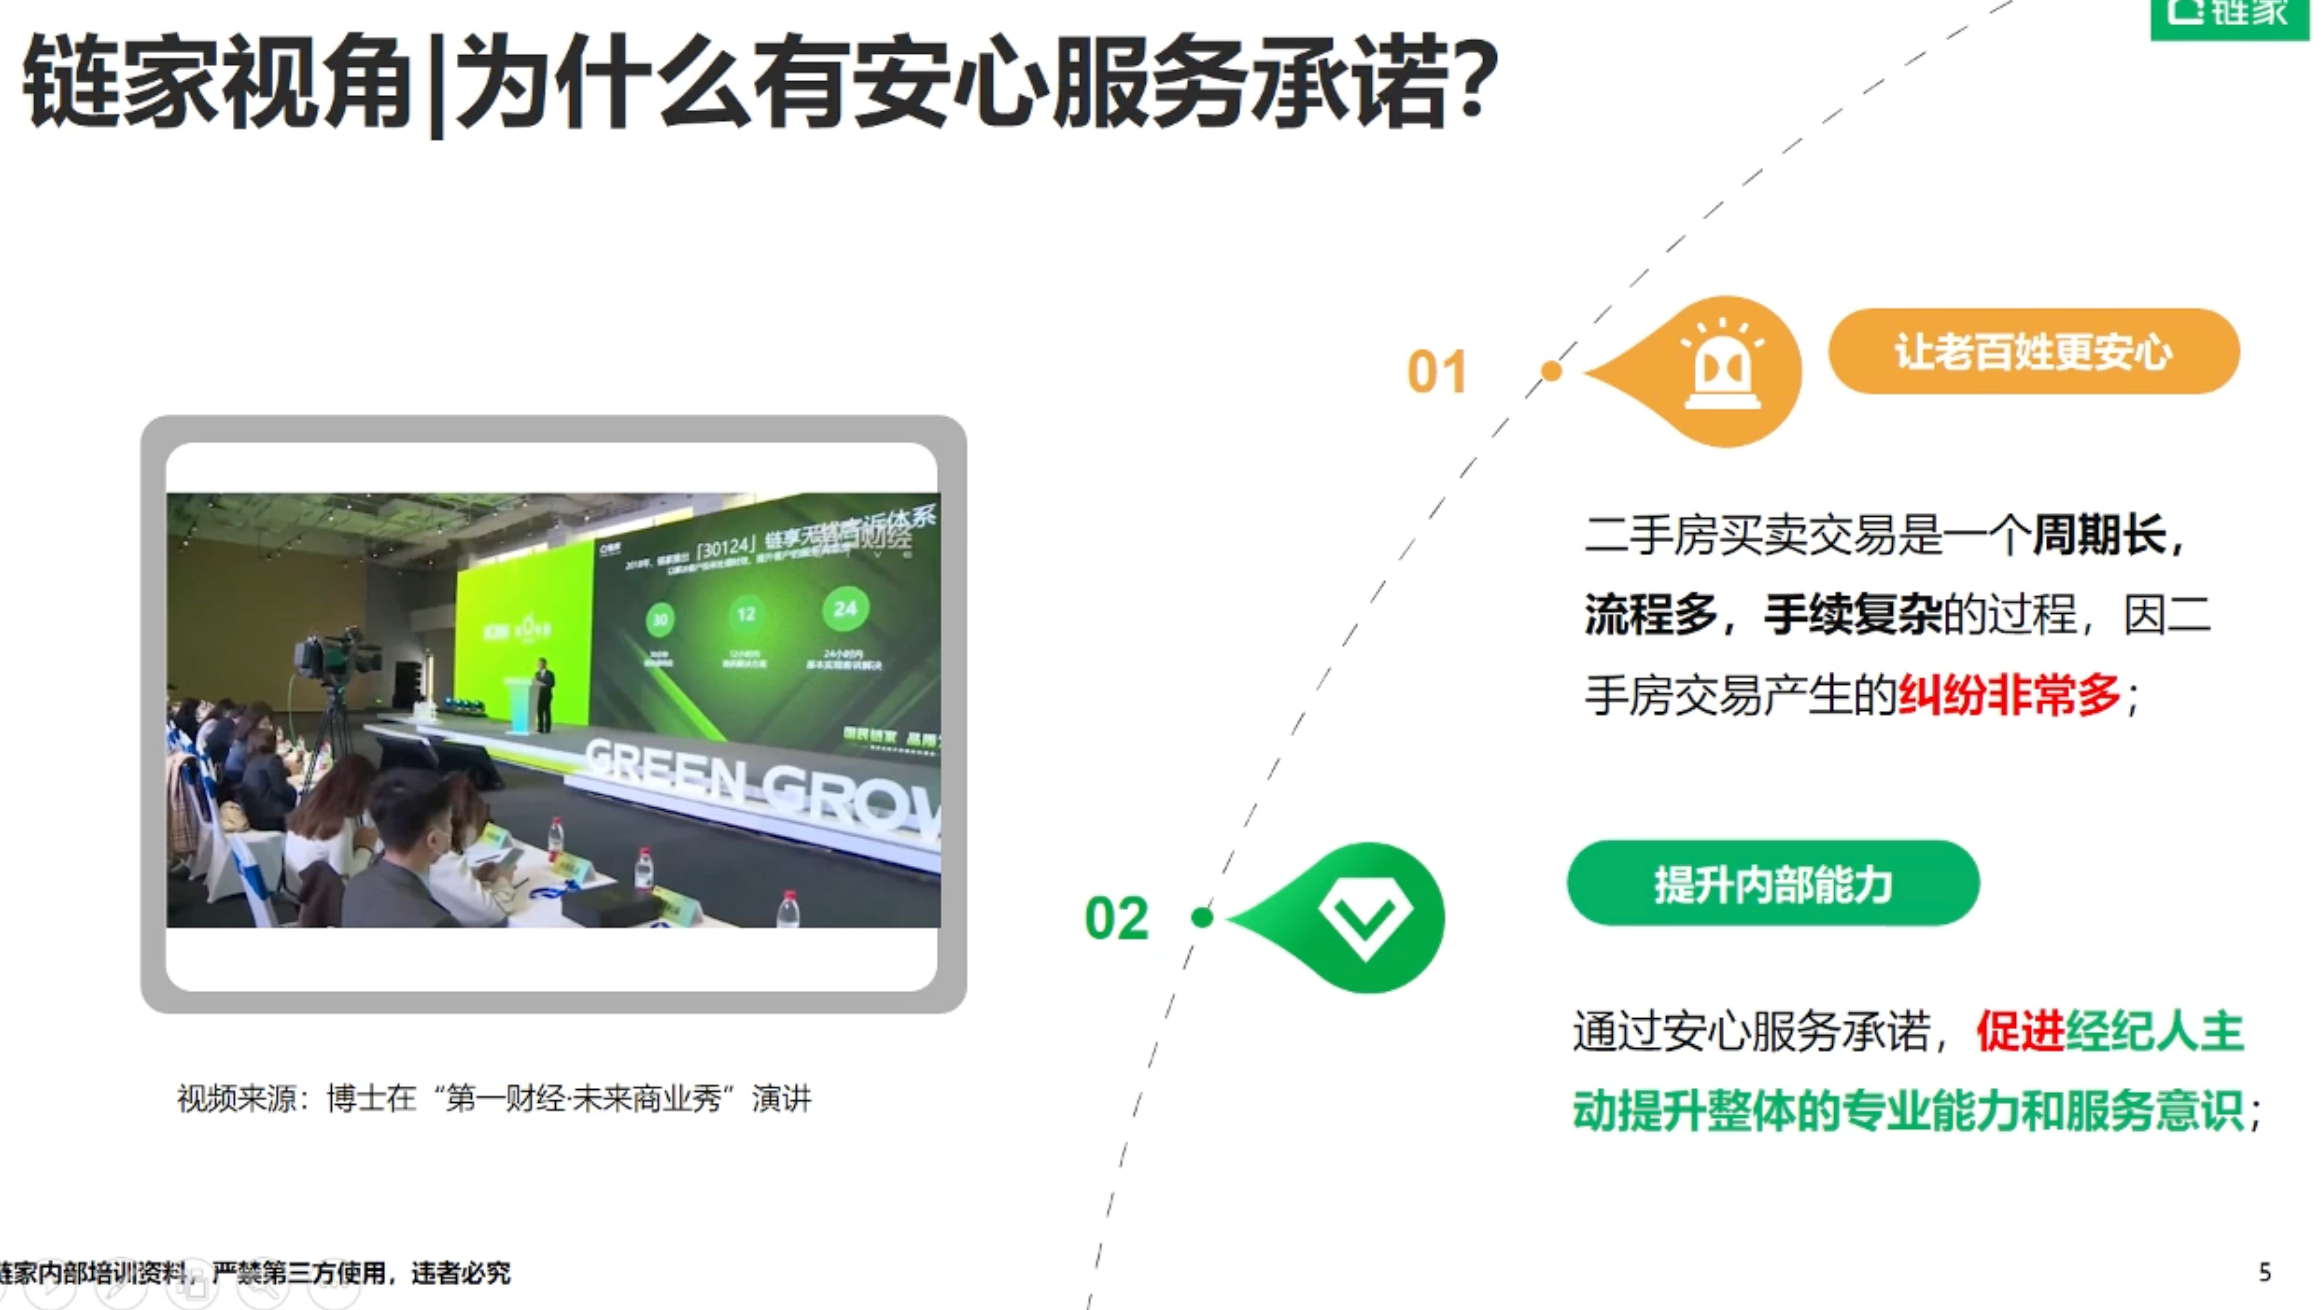 链家
链家视角|为什么有安心服务承诺？
01
让老百姓更安心
二手房买卖交易是一个周期长，
流程多，手续复杂的过程，因二
手房交易产生的纠纷非常多；
「30124」链享无忧客诉体系
30
12
24
24小时内
GREEN GROW
视频来源：博士在“第一财经·未来商业秀”演讲
02
提升内部能力
通过安心服务承诺，促进经纪人主
动提升整体的专业能力和服务意识；
链家内部培训资料，严禁第三方使用，违者必究
5